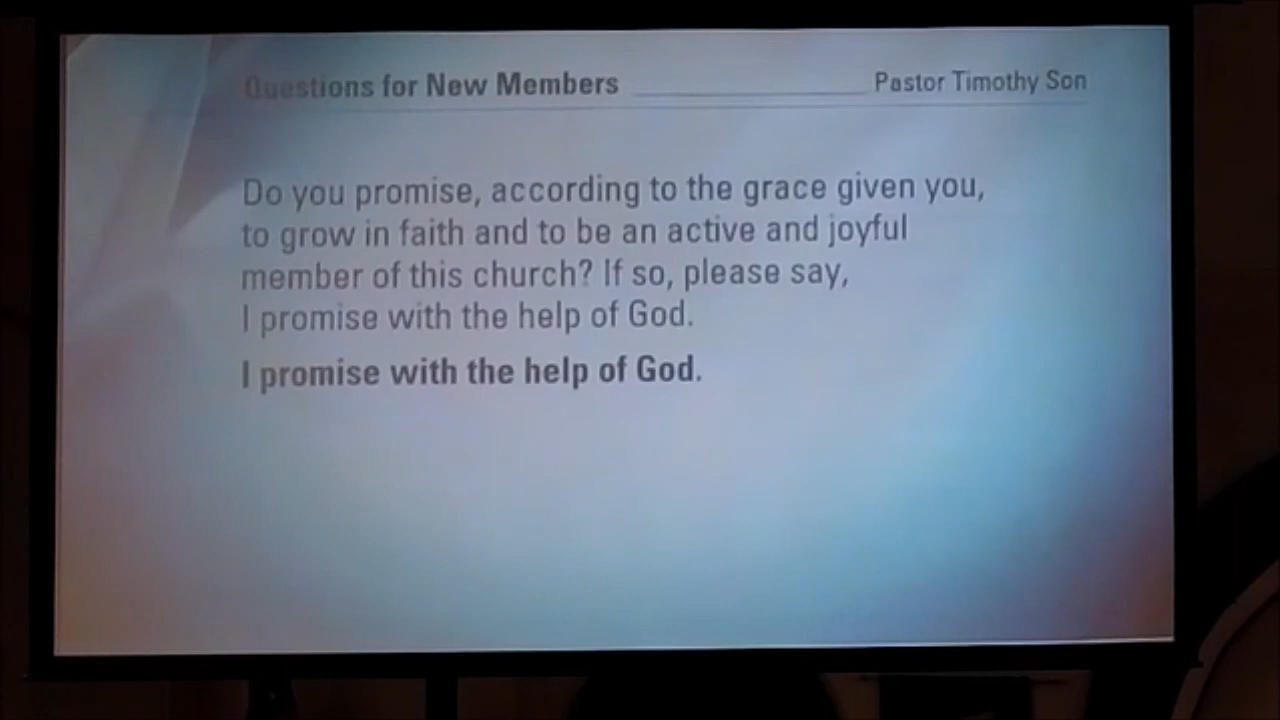 Questions for New Members Pastor Timothy Son
Do you promise, according to the grace given you,
to grow in faith and to be an active and joyful
member of this church? If so, please say,
I promise with the help of God.
I promise with the help of God.